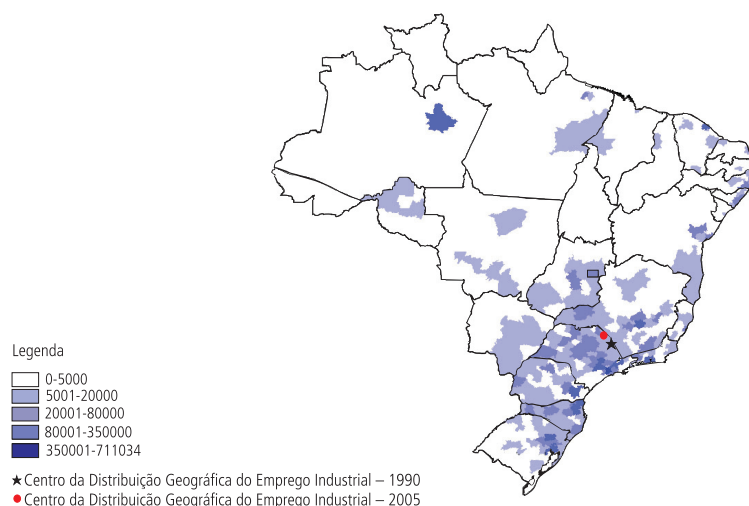 Legenda
0-5000
5001-20000
20001-80000
80001-350000
350001-711034
Centro da Distribuição Geográfica do Emprego Industrial – 1990
Centro da Distribuicão Geográfica do Emprego Industrial – 2005